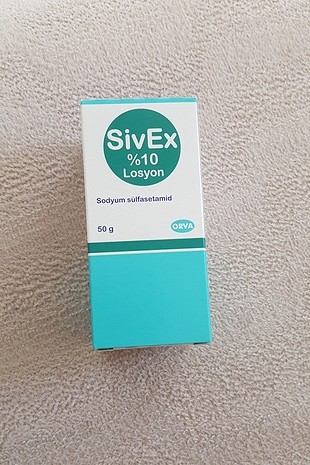 SivEx
%10
Losyon
Sodyum sülfasetamid
50 g
ORVA